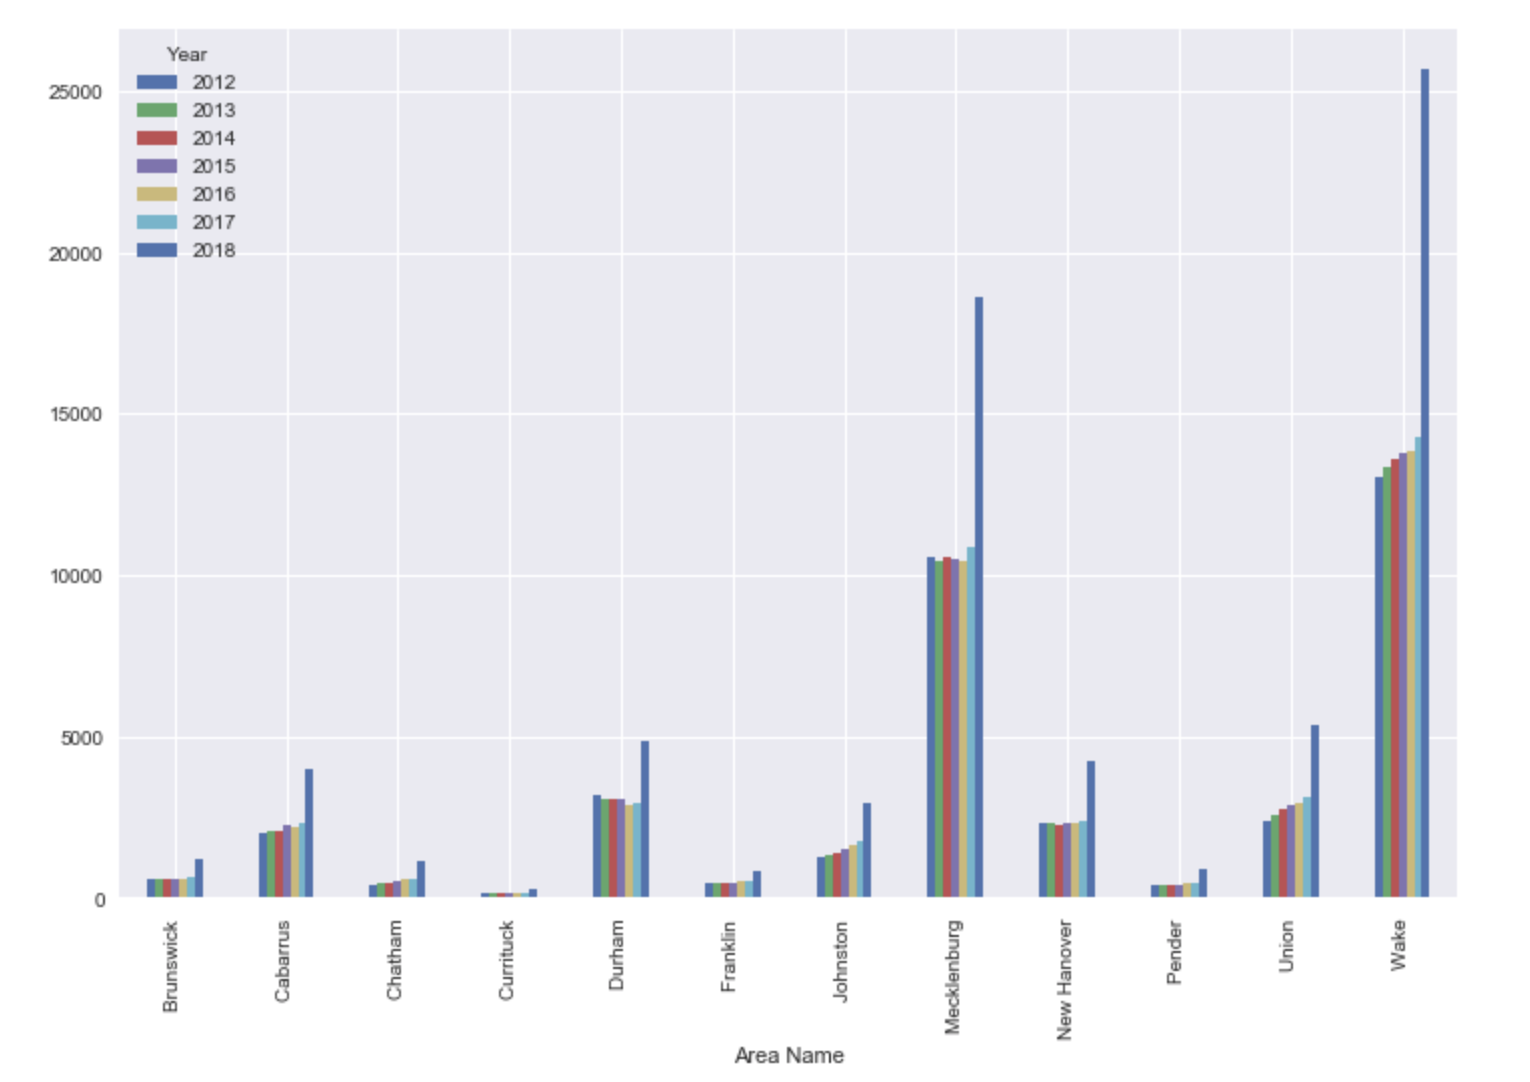 Year
2012
2013
2014
2015
2016
2017
2018
25000
20000
15000
10000
5000
0
Brunswick
Cabarrus
Chatham
Currituck
Durham
Franklin
Johnston
Mecklenburg
New Hanover
Pender
Union
Wake
Area Name